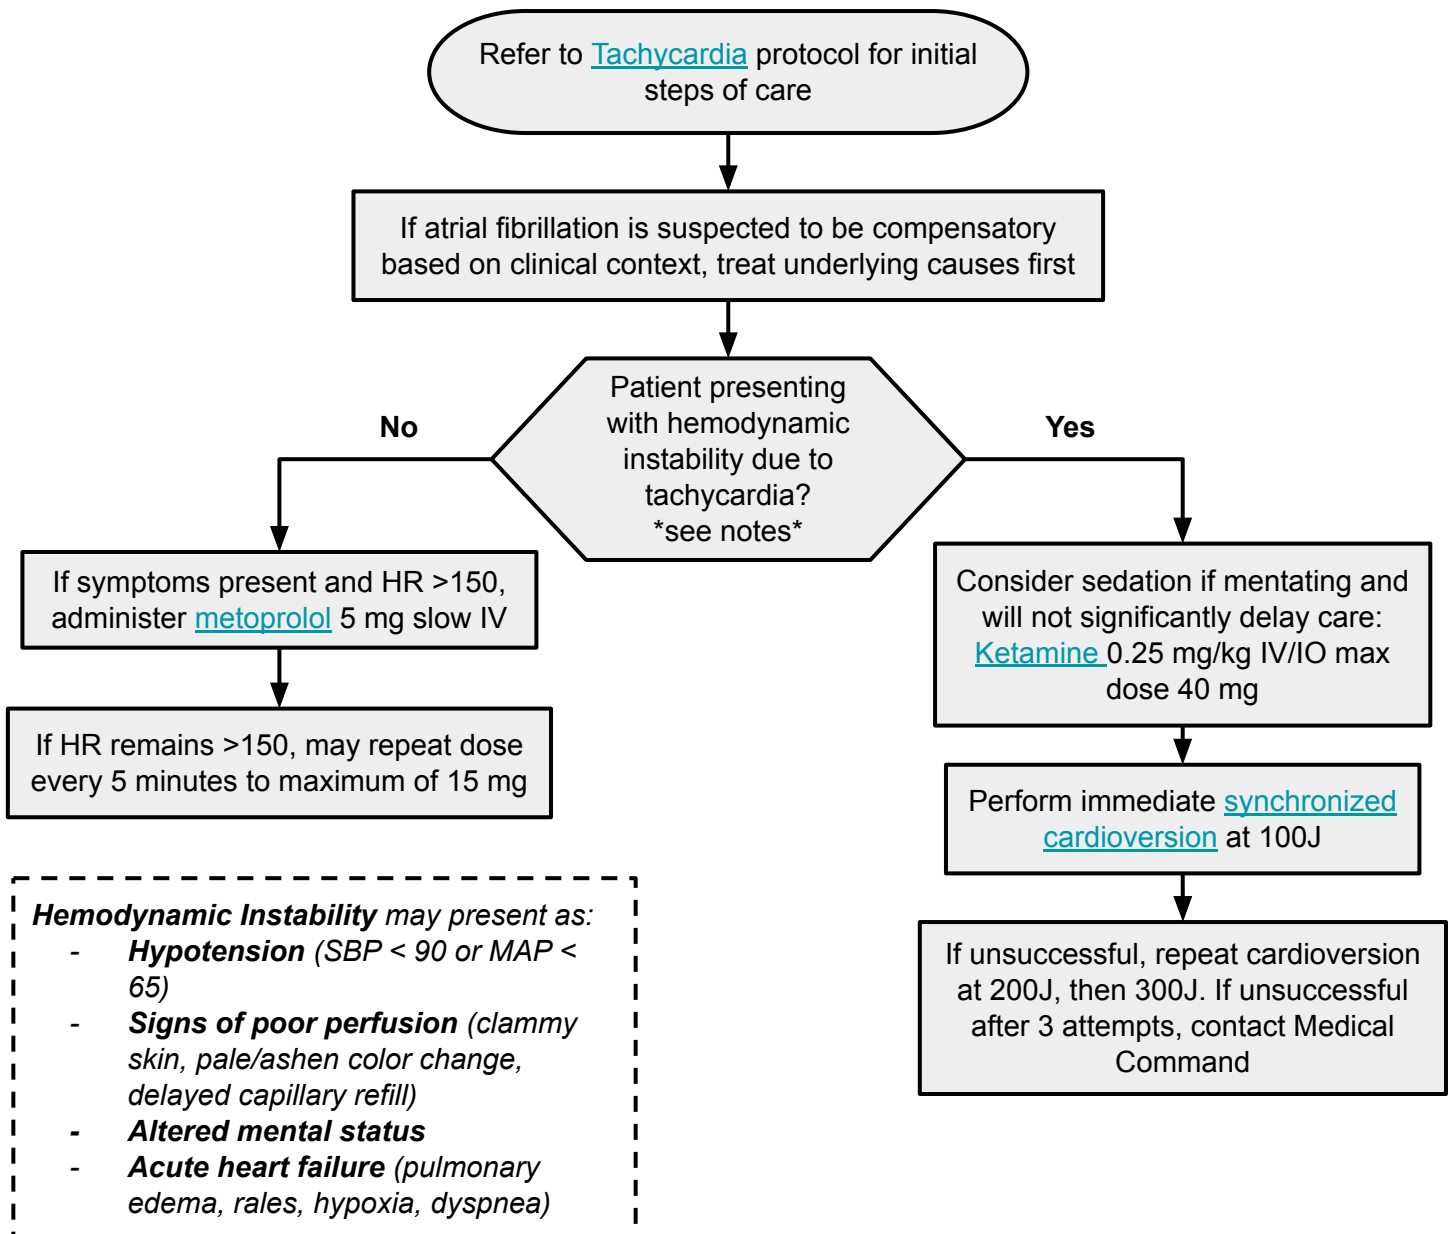 Refer to Tachycardia protocol for initial
steps of care
If atrial fibrillation is suspected to be compensatory
based on clinical context, treat underlying causes first
Patient presenting
with hemodynamic
instability due to
tachycardia?
*see notes*
No
Yes
If symptoms present and HR >150,
administer metoprolol 5 mg slow IV
If HR remains >150, may repeat dose
every 5 minutes to maximum of 15 mg
Consider sedation if mentating and
will not significantly delay care:
Ketamine 0.25 mg/kg IV/IO max
dose 40 mg
Perform immediate synchronized
cardioversion at 100J
If unsuccessful, repeat cardioversion
at 200J, then 300J. If unsuccessful
after 3 attempts, contact Medical
Command
Hemodynamic Instability may present as:
- Hypotension (SBP < 90 or MAP <
65)
- Signs of poor perfusion (clammy
skin, pale/ashen color change,
delayed capillary refill)
- Altered mental status
- Acute heart failure (pulmonary
edema, rales, hypoxia, dyspnea)